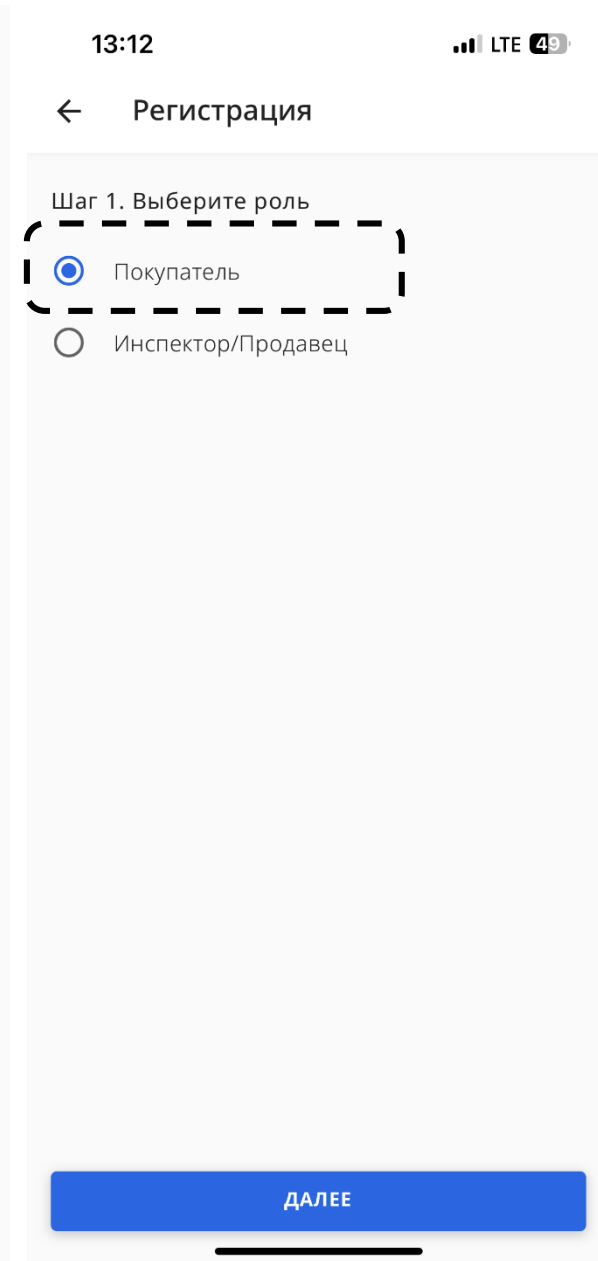 13:12 LTE 49
Регистрация
Шаг 1. Выберите роль
Покупатель
Инспектор/Продавец
ДАЛЕЕ